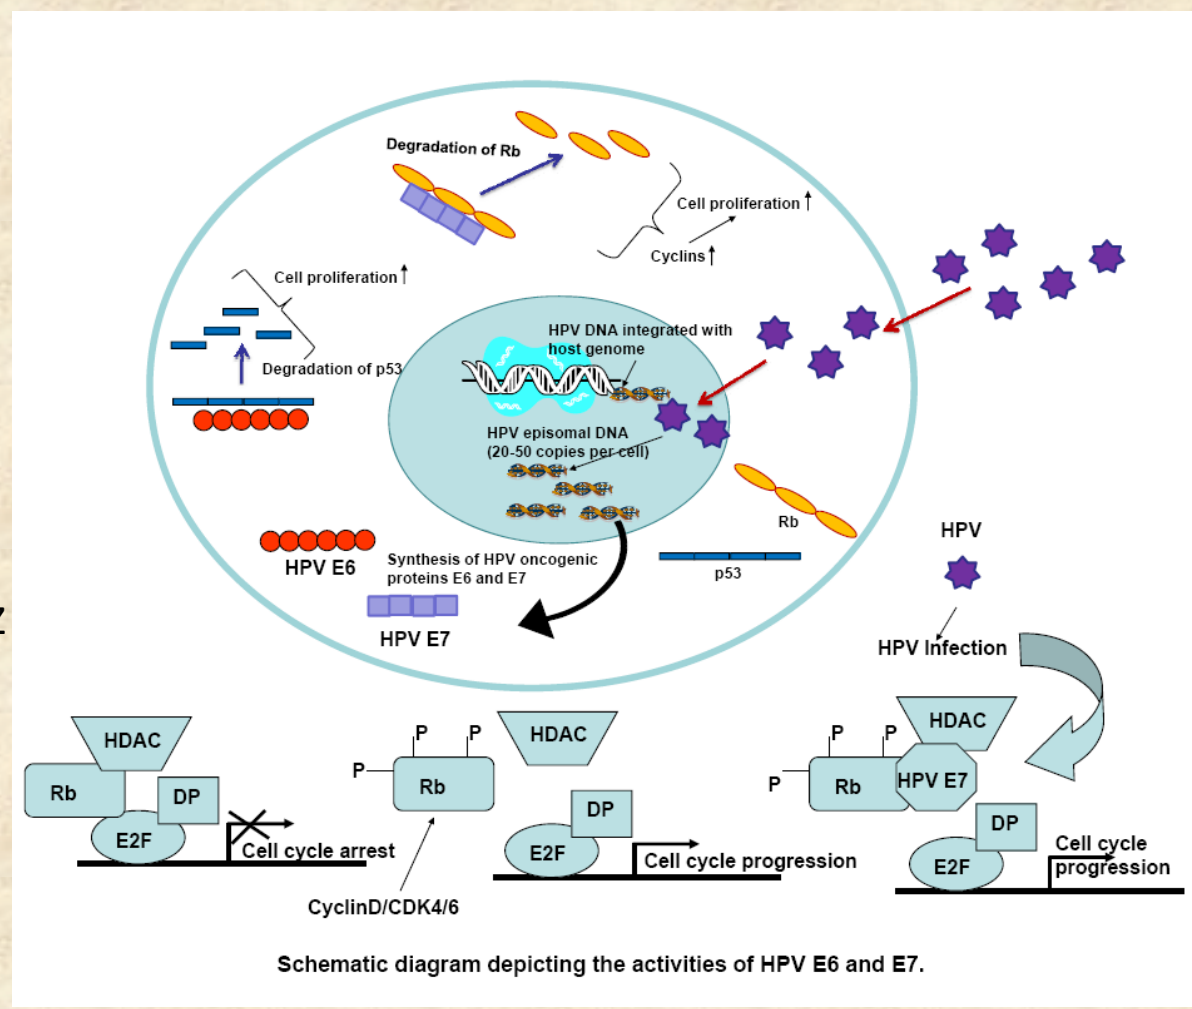 Degradation of Rb
Cell proliferation
Cyclins
Cell proliferation
Degradation of p53
HPV DNA integrated with
host genome
HPV episomal DNA
(20-50 copies per cell)
Rb
p53
HPV E6
Synthesis of HPV oncogenic
proteins E6 and E7
HPV E7
HPV
HPV Infection
HDAC
Rb
DP
E2F
Cell cycle arrest
P
P
P
Rb
HDAC
DP
E2F
Cell cycle progression
CyclinD/CDK4/6
P
P
P
Rb
HPV E7
HDAC
DP
E2F
Cell cycle
progression
Schematic diagram depicting the activities of HPV E6 and E7.